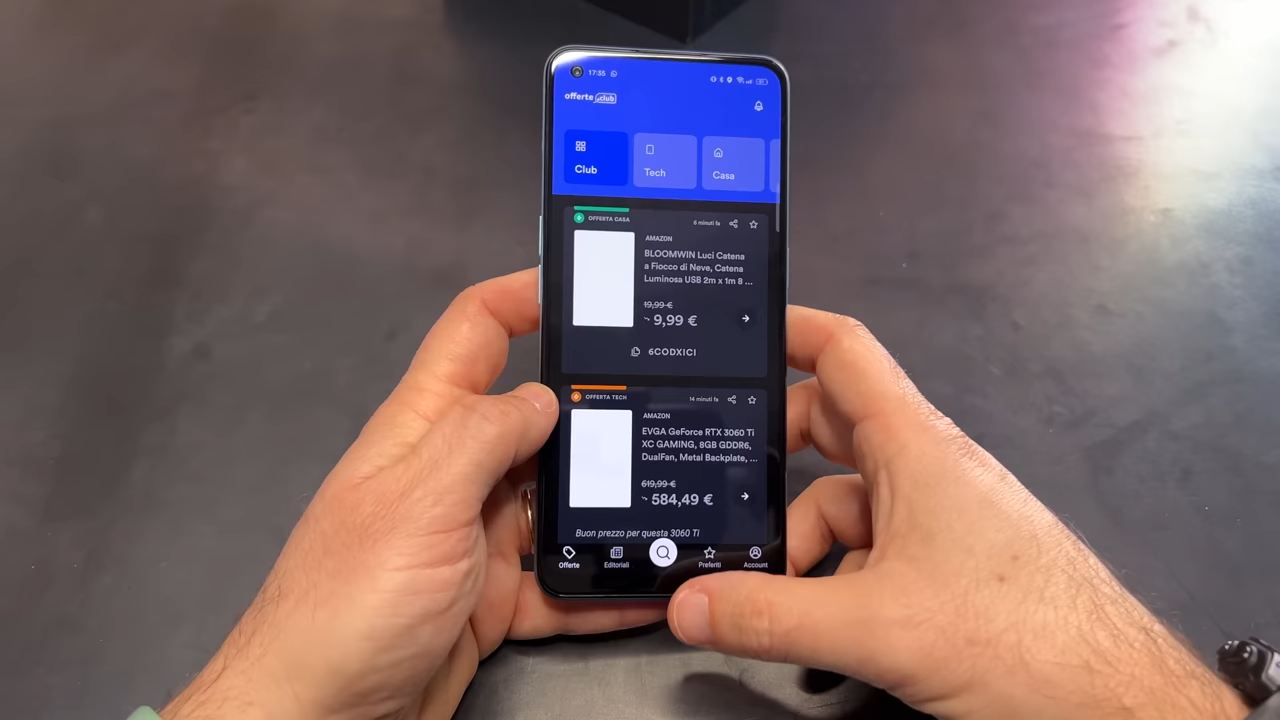 17:55
offerte .club
Club
Tech
Casa
OFFERTA CASA
6 minuti fa
AMAZON
BLOOMWIN Luci Catena
a Fiocco di Neve, Catena
Luminosa USB 2m x 1m 8 ...
19,99 €
9,99 €
6CODXICI
OFFERTA TECH
14 minuti fa
AMAZON
EVGA GeForce RTX 3060 Ti
XC GAMING, 8GB GDDR6,
DualFan, Metal Backplate, ...
619,99 €
584,49 €
Buon prezzo per questa 3060 Ti
Offerte
Editoriali
Preferiti
Account